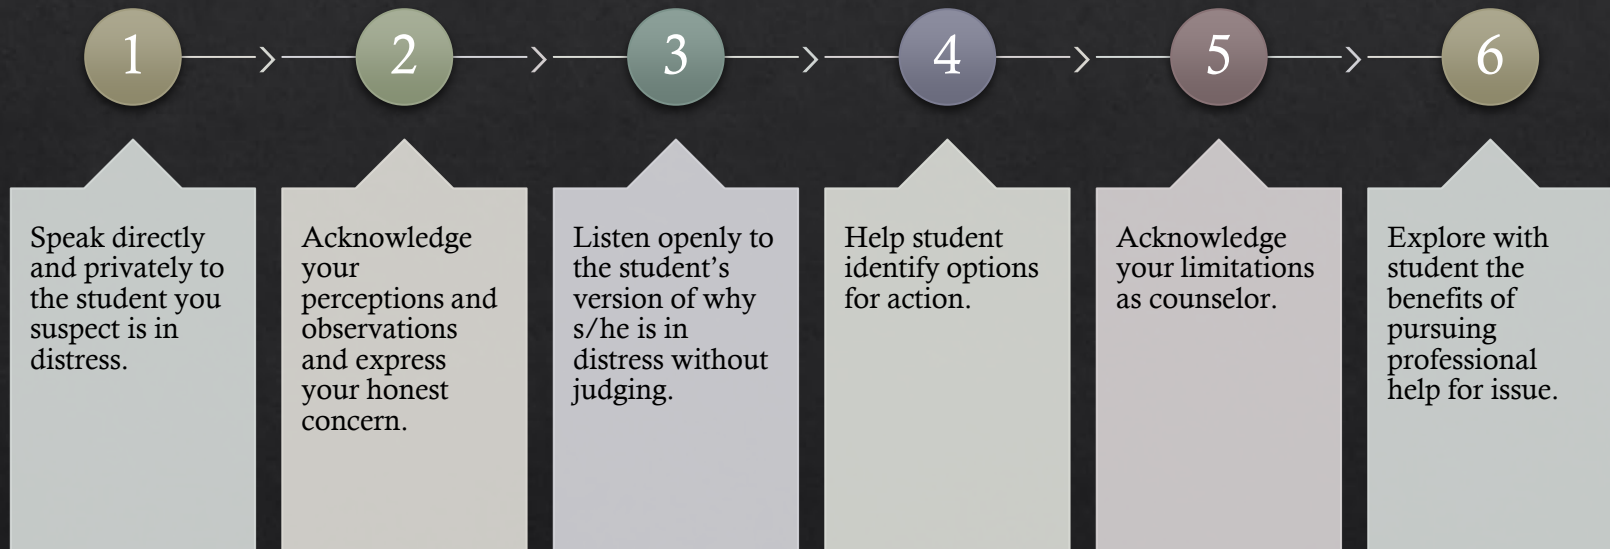 1
2
3
4
5
6
Speak directly
and privately to
the student you
suspect is in
distress.
Acknowledge
your
perceptions and
observations
and express
your honest
concern.
Listen openly to
the student’s
version of why
s/he is in
distress without
judging.
Help student
identify options
for action.
Acknowledge
your limitations
as counselor.
Explore with
student the
benefits of
pursuing
professional
help for issue.